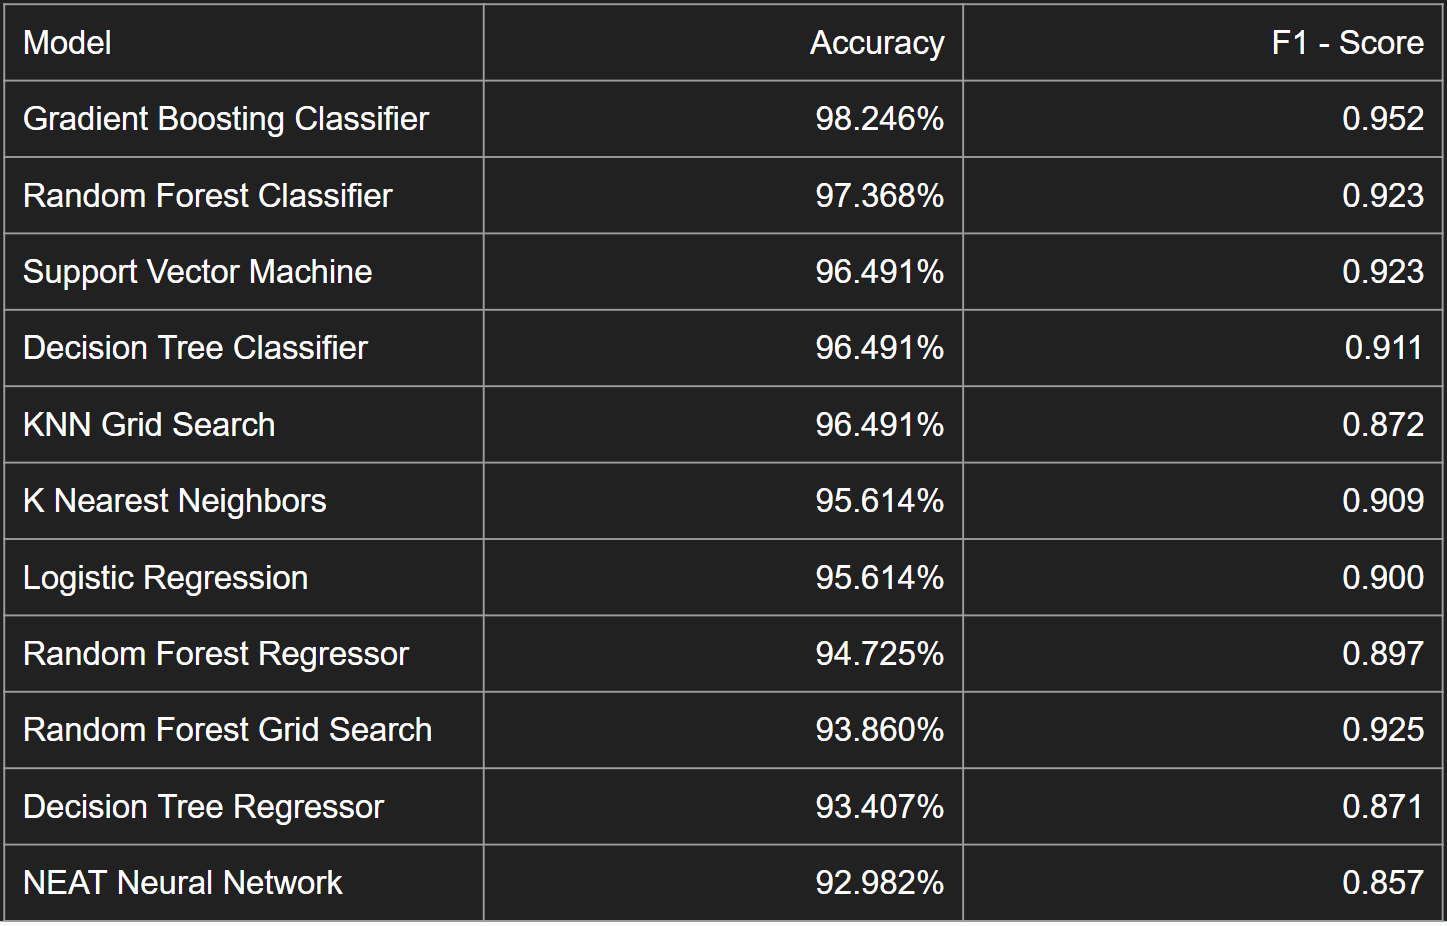 Model Accuracy F1 - Score
Gradient Boosting Classifier 98.246% 0.952
Random Forest Classifier 97.368% 0.923
Support Vector Machine 96.491% 0.923
Decision Tree Classifier 96.491% 0.911
KNN Grid Search 96.491% 0.872
K Nearest Neighbors 95.614% 0.909
Logistic Regression 95.614% 0.900
Random Forest Regressor 94.725% 0.897
Random Forest Grid Search 93.860% 0.925
Decision Tree Regressor 93.407% 0.871
NEAT Neural Network 92.982% 0.857